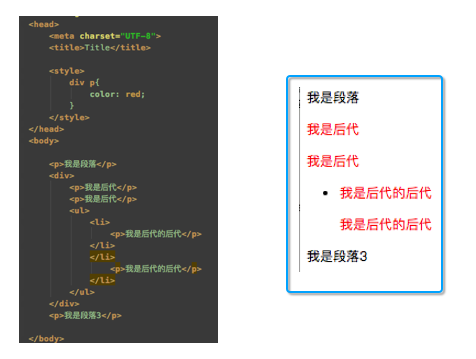 <head>
<meta charset="UTF-8">
<title>Title</title>
<style>
div p{
color: red;
}
</style>
</head>
<body>
<p>我是段落</p>
<div>
<p>我是后代</p>
<p>我是后代</p>
<ul>
<li>
<p>我是后代的后代</p>
</li>
</li>
<p>我是后代的后代</p>
</li>
</ul>
</div>
<p>我是段落3</p>
</body>
我是段落
我是后代
我是后代
• 我是后代的后代
我是后代的后代
我是段落3